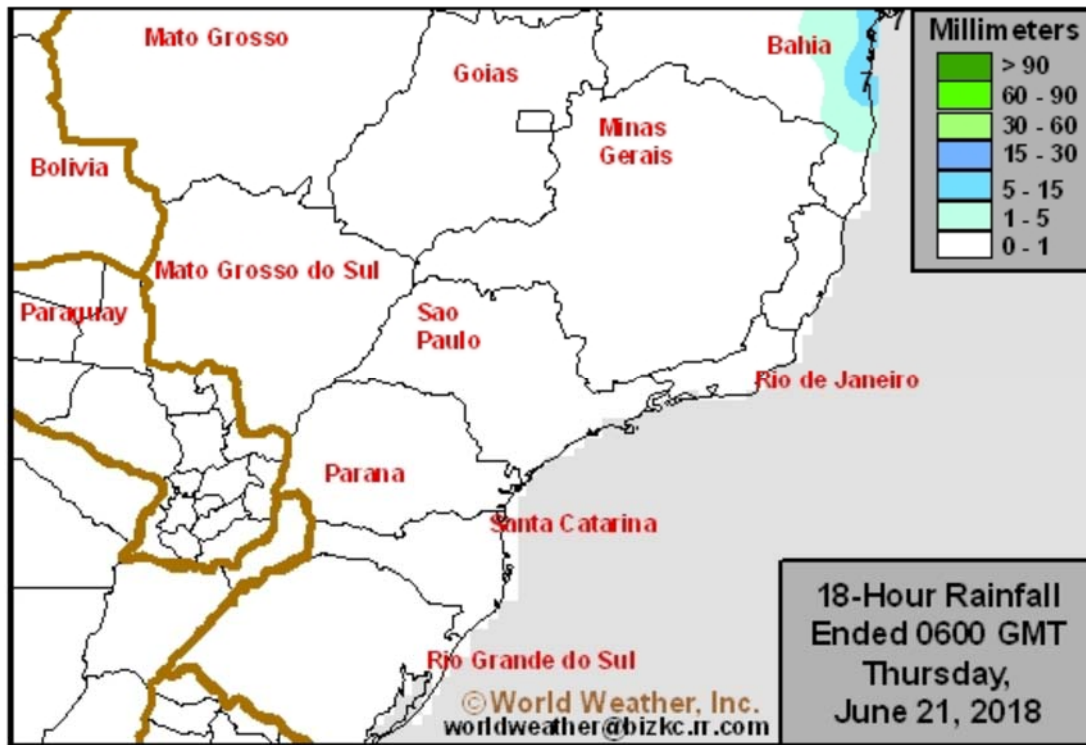 Mato Grosso
Goias
Bahia
7
7
Millimeters
> 90
60 - 90
30 - 60
15 - 30
5 - 15
1 - 5
0 - 1
Minas
Gerais
Bolivia
Mato Grosso do Sul
Paraguay
Sao
Paulo
Rio de Janeiro
Parana
Santa Catarina
Rio Grande do Sul
©World Weather, Inc.
worldweather@bizkc.rr.com
18-Hour Rainfall
Ended 0600 GMT
Thursday,
June 21, 2018